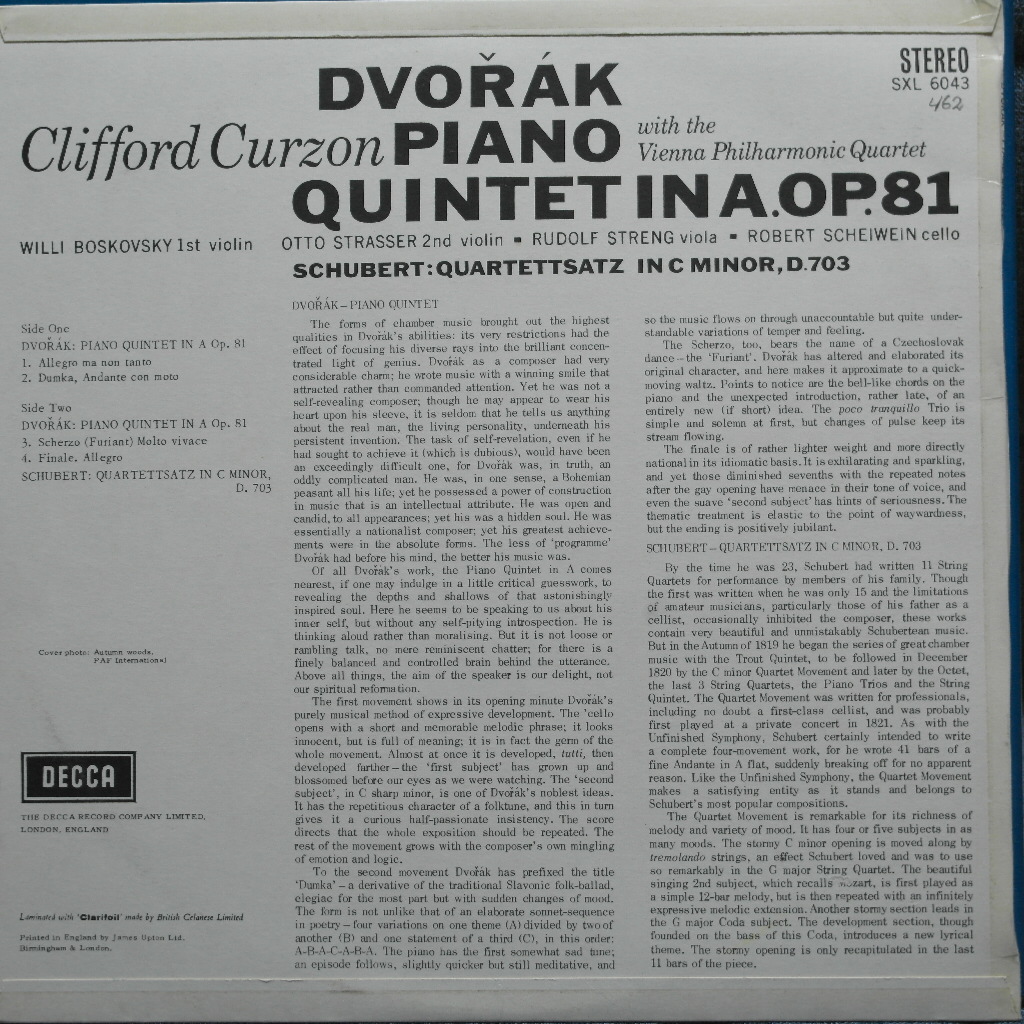 STEREO
SXL 6043
462
DVOŘÁK
Clifford Curzon PIANO with the
Vienna Philharmonic Quartet
QUINTET IN A.OP.81
WILLI BOSKOVSKY 1st violin OTTO STRASSER 2nd violin ▪ RUDOLF STRENG viola ▪ ROBERT SCHEIWEIN cello
SCHUBERT: QUARTETTSATZ IN C MINOR, D.703
Side One
DVOŘÁK: PIANO QUINTET IN A Op. 81
1. Allegro ma non tanto
2. Dumka, Andante con moto
Side Two
DVOŘÁK: PIANO QUINTET IN A Op. 81
3. Scherzo (Furiant) Molto vivace
4. Finale. Allegro
SCHUBERT: QUARTETTSATZ IN C MINOR,
D. 703
Cover photo: Autumn woods.
PAF International
DECCA
THE DECCA RECORD COMPANY LIMITED,
LONDON, ENGLAND
Laminated with 'Clarifoil' made by British Celanese Limited
Printed in England by James Upton Ltd.
Birmingham & London.
DVOŘÁK – PIANO QUINTET
The forms of chamber music brought out the highest
qualities in Dvořák's abilities: its very restrictions had the
effect of focusing his diverse rays into the brilliant concen-
trated light of genius. Dvořák as a composer had very
considerable charm; he wrote music with a winning smile that
attracted rather than commanded attention. Yet he was not a
self-revealing composer; though he may appear to wear his
heart upon his sleeve, it is seldom that he tells us anything
about the real man, the living personality, underneath his
persistent invention. The task of self-revelation, even if he
had sought to achieve it (which is dubious), would have been
an exceedingly difficult one, for Dvořák was, in truth, an
oddly complicated man. He was, in one sense, a Bohemian
peasant all his life; yet he possessed a power of construction
in music that is an intellectual attribute. He was open and
candid, to all appearances; yet his was a hidden soul. He was
essentially a nationalist composer; yet his greatest achieve-
ments were in the absolute forms. The less of 'programme'
Dvořák had before his mind, the better his music was.
Of all Dvořák's work, the Piano Quintet in A comes
nearest, if one may indulge in a little critical guesswork, to
revealing the depths and shallows of that astonishingly
inspired soul. Here he seems to be speaking to us about his
inner self, but without any self-pitying introspection. He is
thinking aloud rather than moralising. But it is not loose or
rambling talk, no mere reminiscent chatter; for there is a
finely balanced and controlled brain behind the utterance.
Above all things, the aim of the speaker is our delight, not
our spiritual reformation.
The first movement shows in its opening minute Dvořák's
purely musical method of expressive development. The 'cello
opens with a short and memorable melodic phrase; it looks
innocent, but is full of meaning; it is in fact the germ of the
whole movement. Almost at once it is developed, tutti, then
developed farther – the 'first subject' has grown up and
blossomed before our eyes as we were watching. The 'second
subject', in C sharp minor, is one of Dvořák's noblest ideas.
It has the repetitious character of a folktune, and this in turn
gives it a curious half-passionate insistency. The score
directs that the whole exposition should be repeated. The
rest of the movement grows with the composer's own mingling
of emotion and logic.
To the second movement Dvořák has prefixed the title
'Dumka' – a derivative of the traditional Slavonic folk-ballad,
elegiac for the most part but with sudden changes of mood.
The form is not unlike that of an elaborate sonnet-sequence
in poetry – four variations on one theme (A) divided by two of
another (B) and one statement of a third (C), in this order:
A-B-A-C-A-B-A. The piano has the first somewhat sad tune;
an episode follows, slightly quicker but still meditative, and
so the music flows on through unaccountable but quite under-
standable variations of temper and feeling.
The Scherzo, too, bears the name of a Czechoslovak
dance – the 'Furiant'. Dvořák has altered and elaborated its
original character, and here makes it approximate to a quick-
moving waltz. Points to notice are the bell-like chords on the
piano and the unexpected introduction, rather late, of an
entirely new (if short) idea. The poco tranquillo Trio is
simple and solemn at first, but changes of pulse keep its
stream flowing.
The finale is of rather lighter weight and more directly
national in its idiomatic basis. It is exhilarating and sparkling,
and yet those diminished sevenths with the repeated notes
after the gay opening have menace in their tone of voice, and
even the suave 'second subject' has hints of seriousness. The
thematic treatment is elastic to the point of waywardness,
but the ending is positively jubilant.
SCHUBERT – QUARTETTSATZ IN C MINOR, D. 703
By the time he was 23, Schubert had written 11 String
Quartets for performance by members of his family. Though
the first was written when he was only 15 and the limitations
of amateur musicians, particularly those of his father as a
cellist, occasionally inhibited the composer, these works
contain very beautiful and unmistakably Schubertean music.
But in the Autumn of 1819 he began the series of great chamber
music with the Trout Quintet, to be followed in December
1820 by the C minor Quartet Movement and later by the Octet,
the last 3 String Quartets, the Piano Trios and the String
Quintet. The Quartet Movement was written for professionals,
including no doubt a first-class cellist, and was probably
first played at a private concert in 1821. As with the
Unfinished Symphony, Schubert certainly intended to write
a complete four-movement work, for he wrote 41 bars of a
fine Andante in A flat, suddenly breaking off for no apparent
reason. Like the Unfinished Symphony, the Quartet Movement
makes a satisfying entity as it stands and belongs to
Schubert's most popular compositions.
The Quartet Movement is remarkable for its richness of
melody and variety of mood. It has four or five subjects in as
many moods. The stormy C minor opening is moved along by
tremolando strings, an effect Schubert loved and was to use
so remarkably in the G major String Quartet. The beautiful
singing 2nd subject, which recalls Mozart, is first played as
a simple 12-bar melody, but is then repeated with an infinitely
expressive melodic extension. Another stormy section leads in
the G major Coda subject. The development section, though
founded on the bass of this Coda, introduces a new lyrical
theme. The stormy opening is only recapitulated in the last
11 bars of the piece.